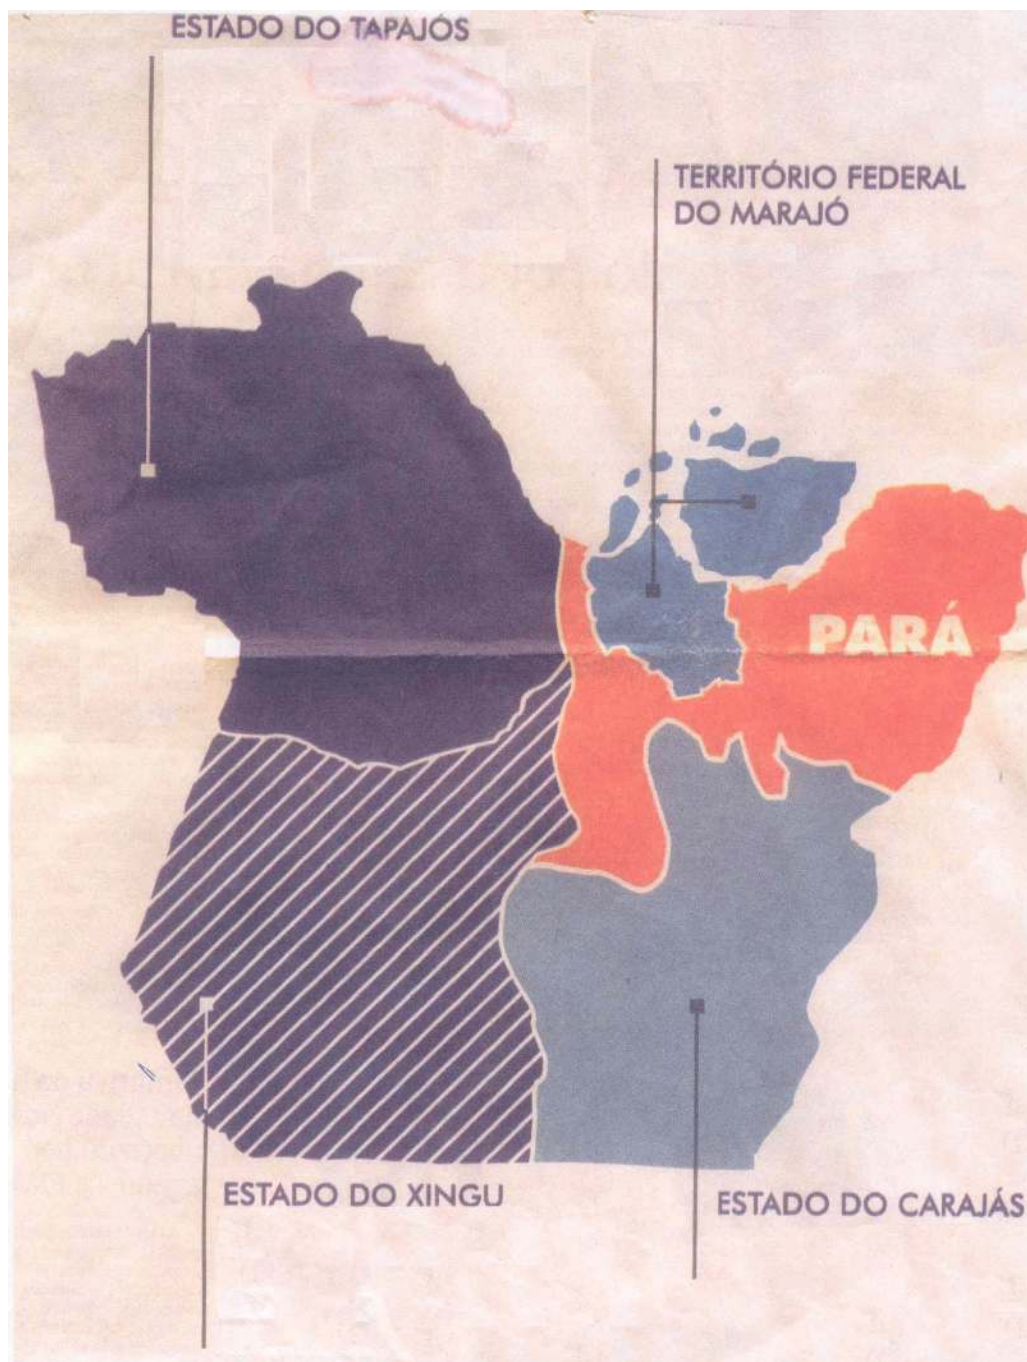 ESTADO DO TAPAJÓS
TERRITÓRIO FEDERAL
DO MARAJÓ
PARÁ
ESTADO DO XINGU
ESTADO DO CARAJÁS